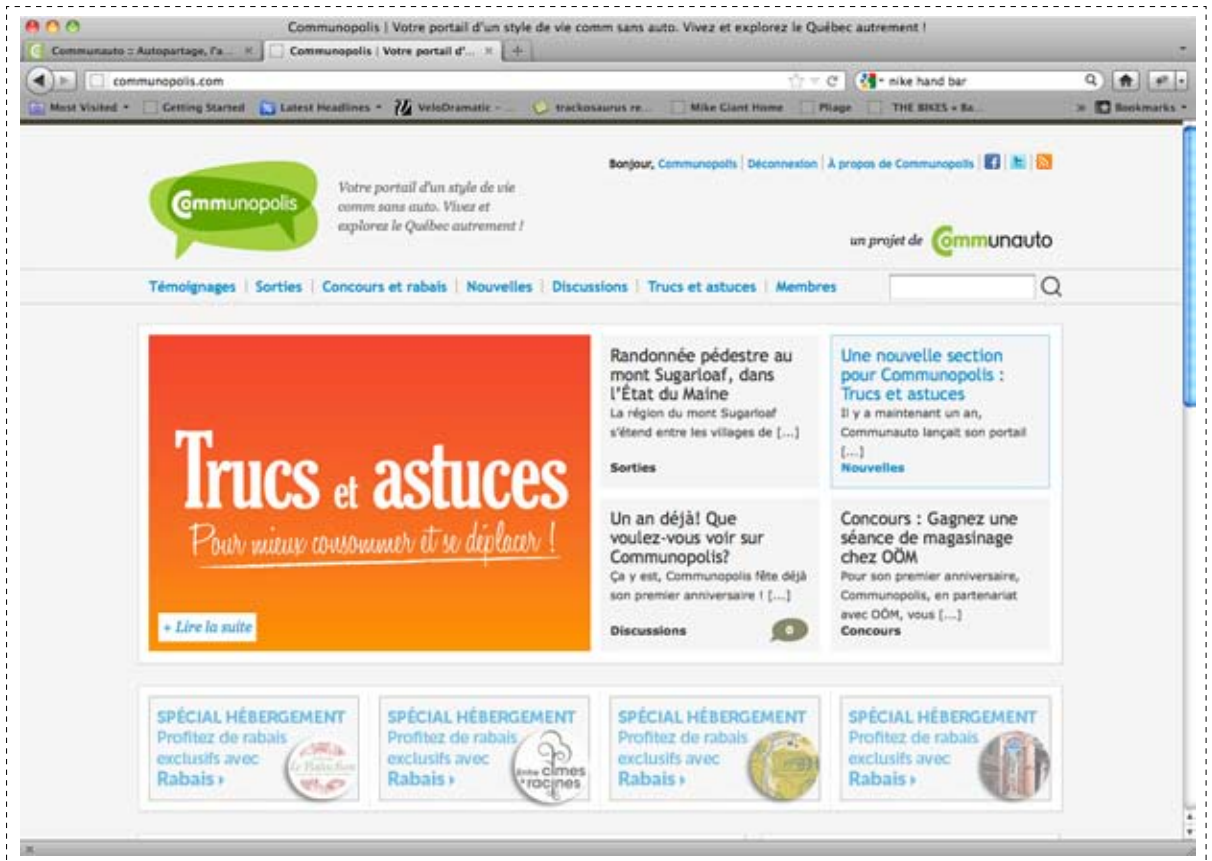 Communopolis | Votre portail d'un style de vie comm sans auto. Vivez et explorez le Québec autrement !
Communauto :: Autopartage, l'a...
Communopolis | Votre portail d'...
communopolis.com
nike hand bar
Most Visited
Getting Started
Latest Headlines
VeloDramatic - ...
trackosaurus re...
Mike Giant Home
Pliage
THE BIKES « Ba...
Bookmarks
Bonjour, Communopolis | Déconnexion | À propos de Communopolis
Communopolis
Votre portail d'un style de vie
comm sans auto. Vivez et
explorez le Québec autrement !
un projet de Communauto
Témoignages | Sorties | Concours et rabais | Nouvelles | Discussions | Trucs et astuces | Membres
Trucs et astuces
Pour mieux consommer et se déplacer !
+ Lire la suite
Randonnée pédestre au
mont Sugarloaf, dans
l'État du Maine
La région du mont Sugarloaf
s'étend entre les villages de [...]
Sorties
Une nouvelle section
pour Communopolis :
Trucs et astuces
Il y a maintenant un an,
Communauto lançait son portail
[...]
Nouvelles
Un an déjà! Que
voulez-vous voir sur
Communopolis?
Ça y est, Communopolis fête déjà
son premier anniversaire ! [...]
Discussions
0
Concours : Gagnez une
séance de magasinage
chez OÖM
Pour son premier anniversaire,
Communopolis, en partenariat
avec OÖM, vous [...]
Concours
SPÉCIAL HÉBERGEMENT
Profitez de rabais
exclusifs avec
Rabais ›
SPÉCIAL HÉBERGEMENT
Profitez de rabais
exclusifs avec
Rabais ›
Entre cimes
et racines
SPÉCIAL HÉBERGEMENT
Profitez de rabais
exclusifs avec
Rabais ›
SPÉCIAL HÉBERGEMENT
Profitez de rabais
exclusifs avec
Rabais ›